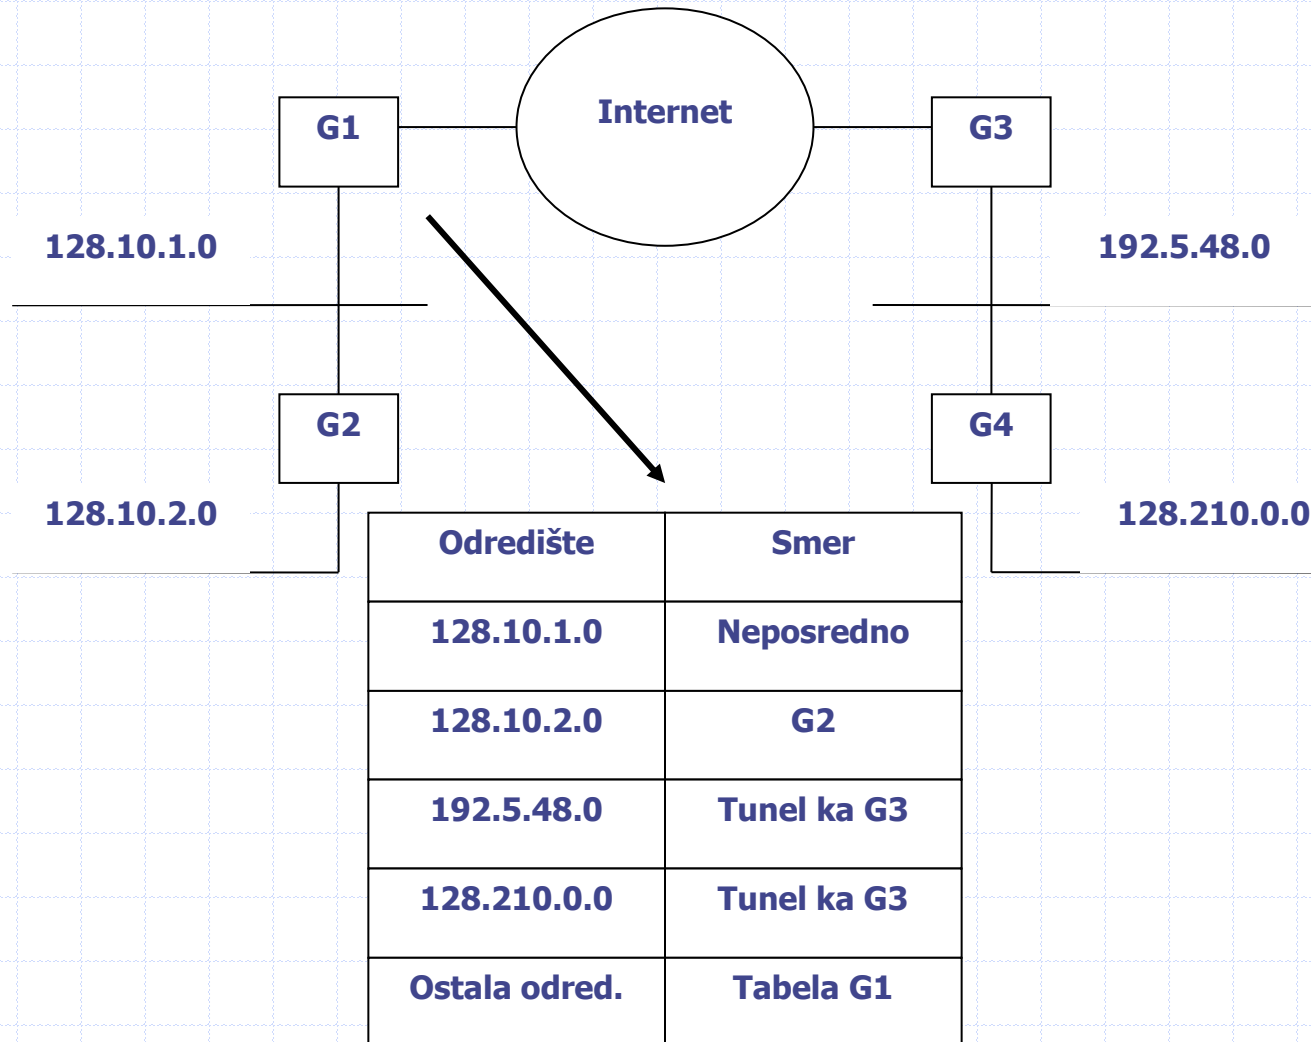 Internet
G1
G3
128.10.1.0
192.5.48.0
G2
G4
128.10.2.0
128.210.0.0
Odredište Smer
128.10.1.0 Neposredno
128.10.2.0 G2
192.5.48.0 Tunel ka G3
128.210.0.0 Tunel ka G3
Ostala odred. Tabela G1